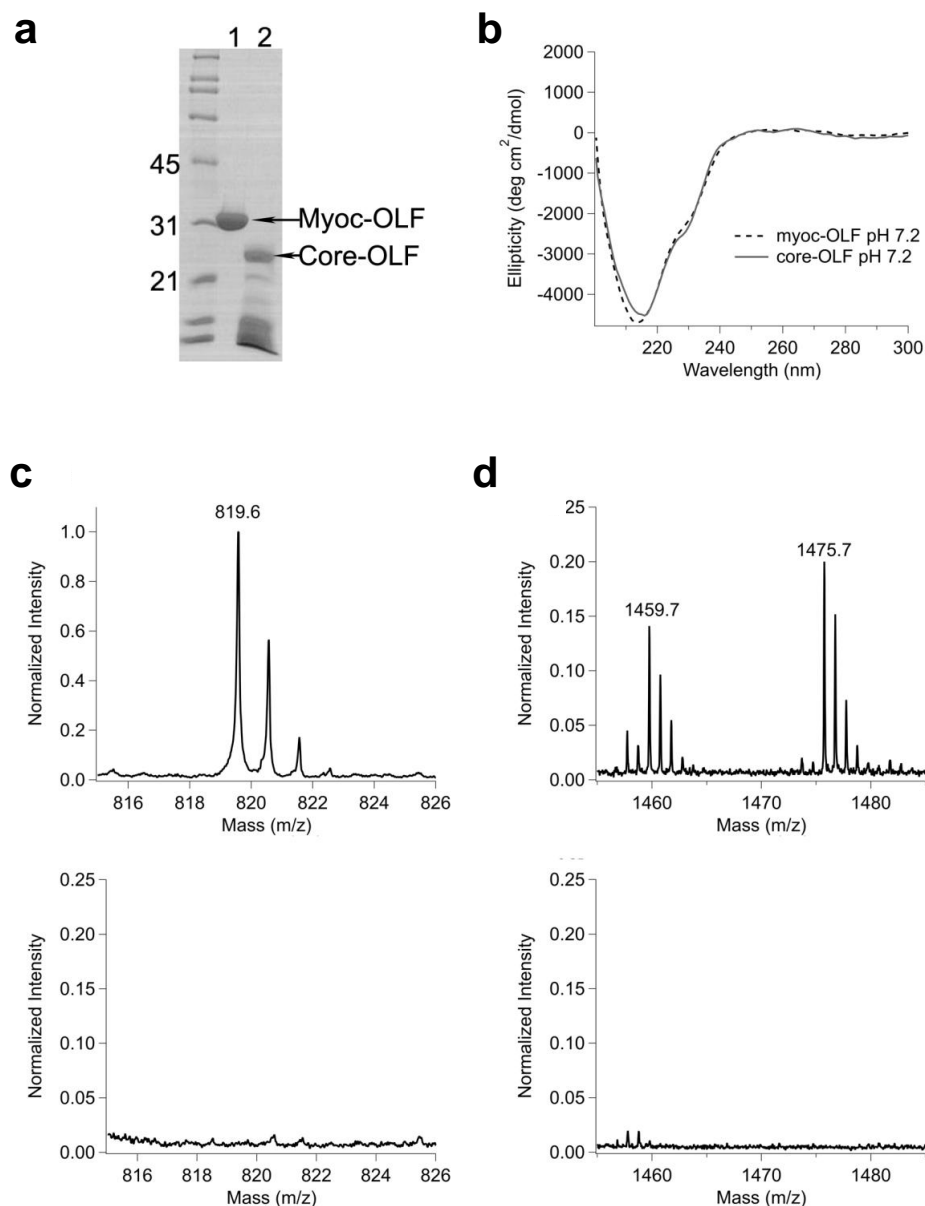 a
1 2
45
31
21
Myoc-OLF
Core-OLF
b
2000
1000
0
-1000
-2000
-3000
-4000
Ellipticity (deg cm2/dmol)
myoc-OLF pH 7.2
core-OLF pH 7.2
220 240 260 280 300
Wavelength (nm)
c
819.6
1.0
0.8
0.6
0.4
0.2
0.0
Normalized Intensity
816 818 820 822 824 826
Mass (m/z)
d
25
0.20
0.15
0.10
0.05
0.00
Normalized Intensity
1459.7
1475.7
1460 1470 1480
Mass (m/z)
0.25
0.20
0.15
0.10
0.05
0.00
Normalized Intensity
816 818 820 822 824 826
Mass (m/z)
0.25
0.20
0.15
0.10
0.05
0.00
Normalized Intensity
1460 1470 1480
Mass (m/z)